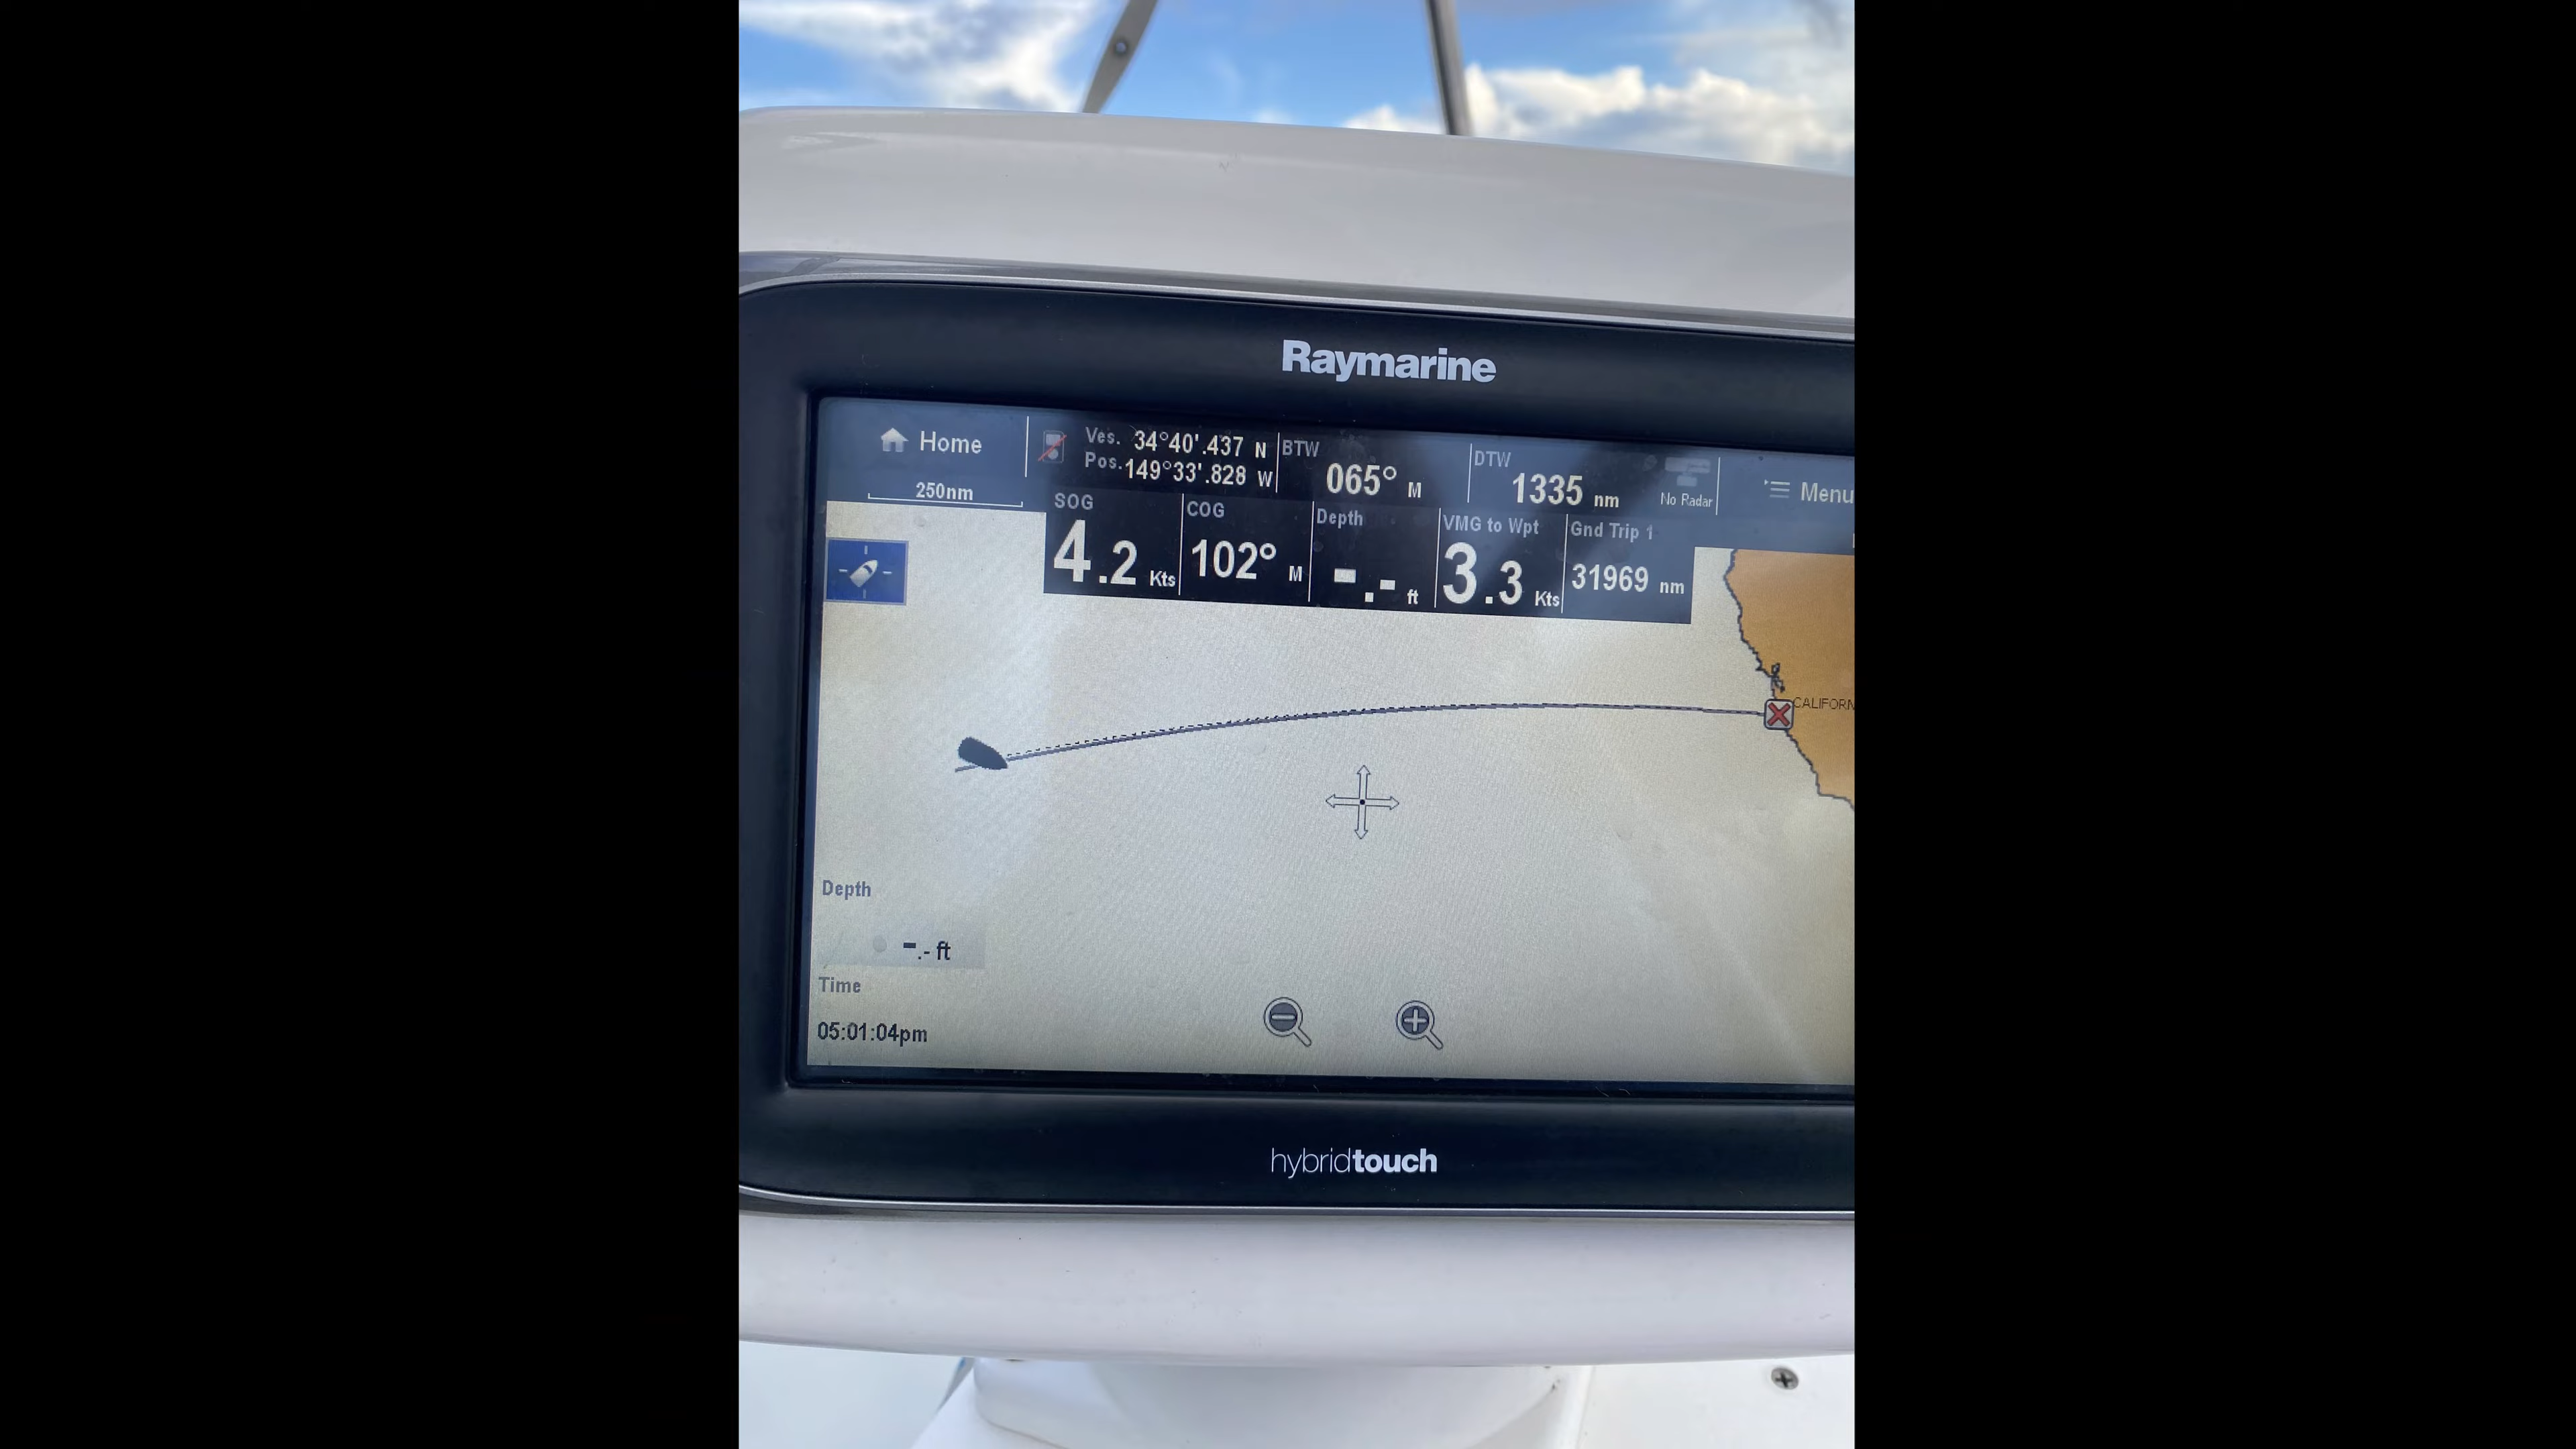 Raymarine
Home
250nm
Ves. 34°40'.437 N
Pos. 149°33'.828 W
BTW
065° M
DTW
1335 nm
No Radar
Menu
SOG
4.2 Kts
COG
102° M
Depth
-.- ft
VMG to Wpt
3.3 Kts
Gnd Trip 1
31969 nm
CALIFORN
Depth
-.- ft
Time
05:01:04pm
hybridtouch